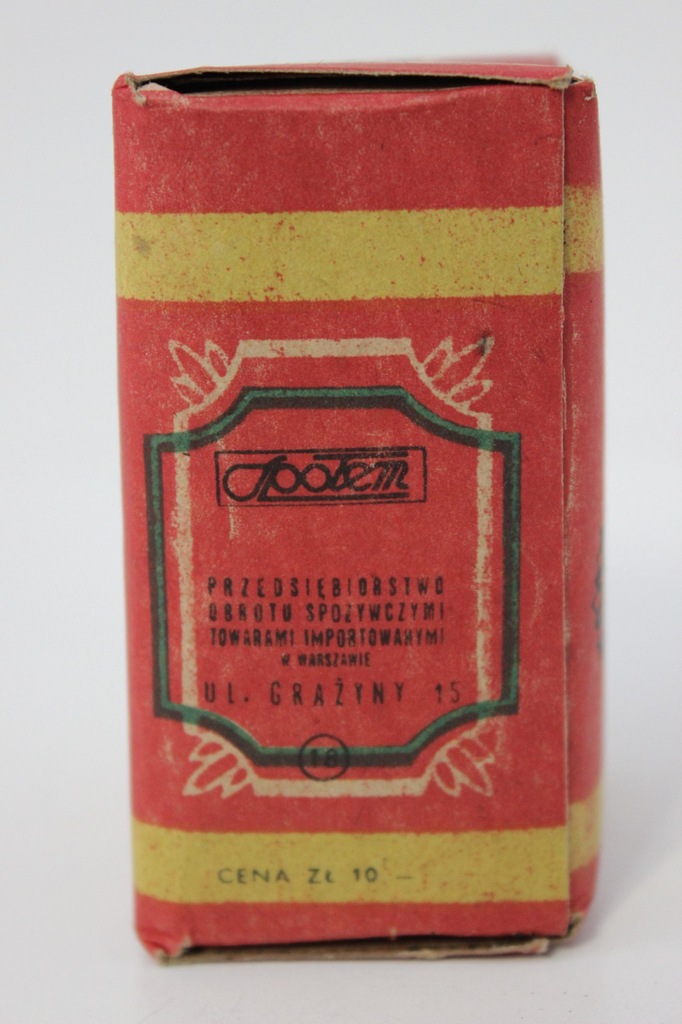 Społem
PRZEDSIĘBIORSTWO
OBROTU SPOŻYWCZYMI
TOWARAMI IMPORTOWANYMI
W WARSZAWIE
UL. GRAŻYNY 15
18
CENA ZŁ 10 —